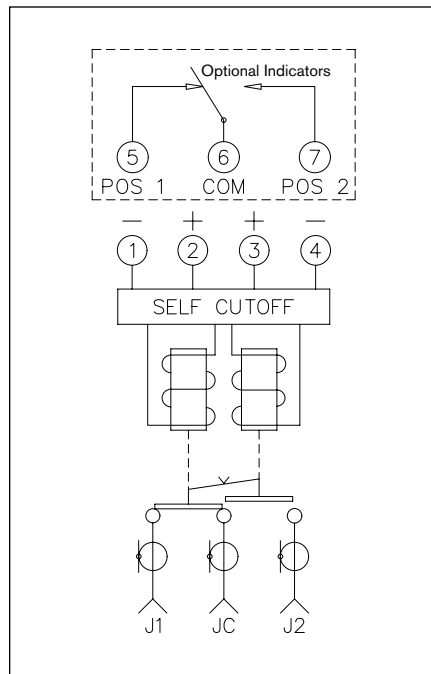 Optional Indicators
5 6 7
POS 1 COM POS 2
− + + −
1 2 3 4
SELF CUTOFF
J1 JC J2